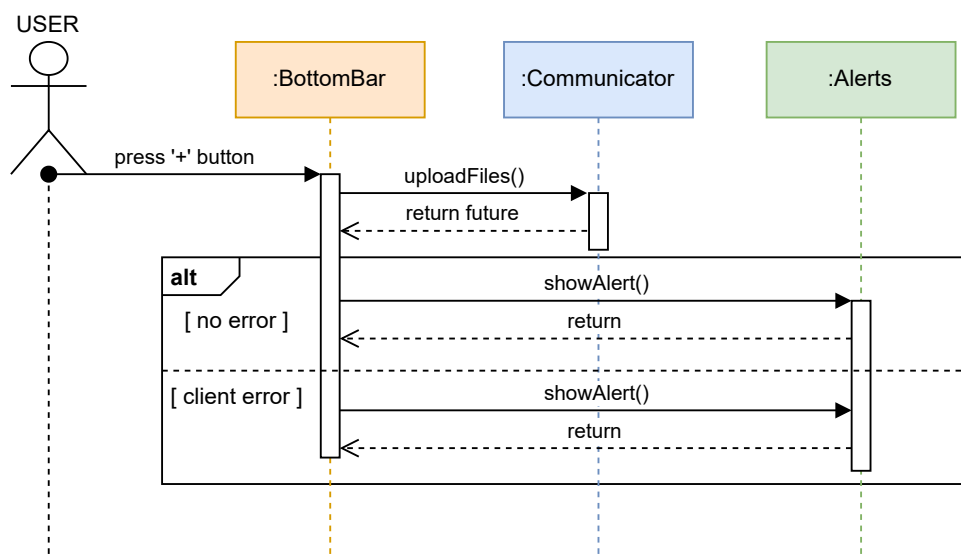 USER
:BottomBar
:Communicator
:Alerts
press '+' button
uploadFiles()
return future
alt
showAlert()
[ no error ]
return
[ client error ]
showAlert()
return